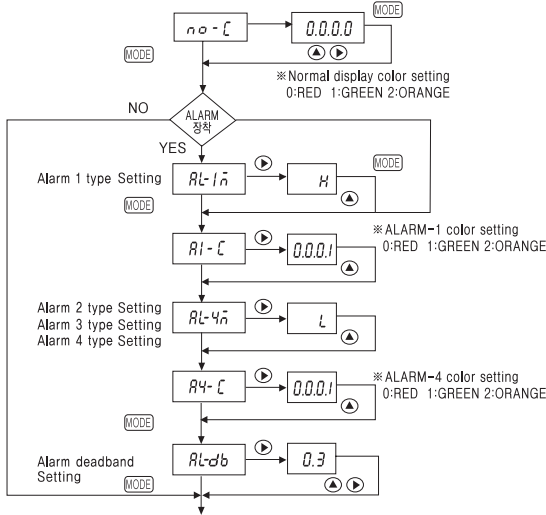 MODE
no-C
0.0.0.0
MODE
※Normal display color setting
0:RED 1:GREEN 2:ORANGE
NO
ALARM
장착
YES
Alarm 1 type Setting
AL-1m̄
H
MODE
MODE
※ALARM-1 color setting
0:RED 1:GREEN 2:ORANGE
A1-C
0.0.0.1
Alarm 2 type Setting
Alarm 3 type Setting
Alarm 4 type Setting
AL-4m̄
L
A4-C
0.0.0.1
※ALARM-4 color setting
0:RED 1:GREEN 2:ORANGE
MODE
Alarm deadband
Setting
AL-db
0.3
MODE